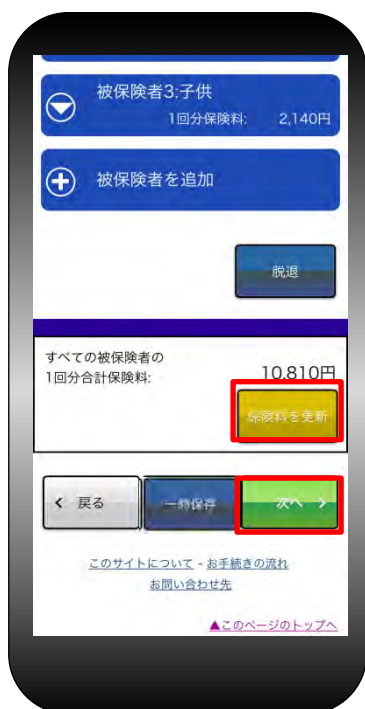 被保険者3:子供
1回分保険料: 2,140円
被保険者を追加
脱退
すべての被保険者の
1回分合計保険料: 10,810円
保険料を更新
戻る 一時保存 次へ
このサイトについて - お手続きの流れ
お問い合わせ先
▲このページのトップへ